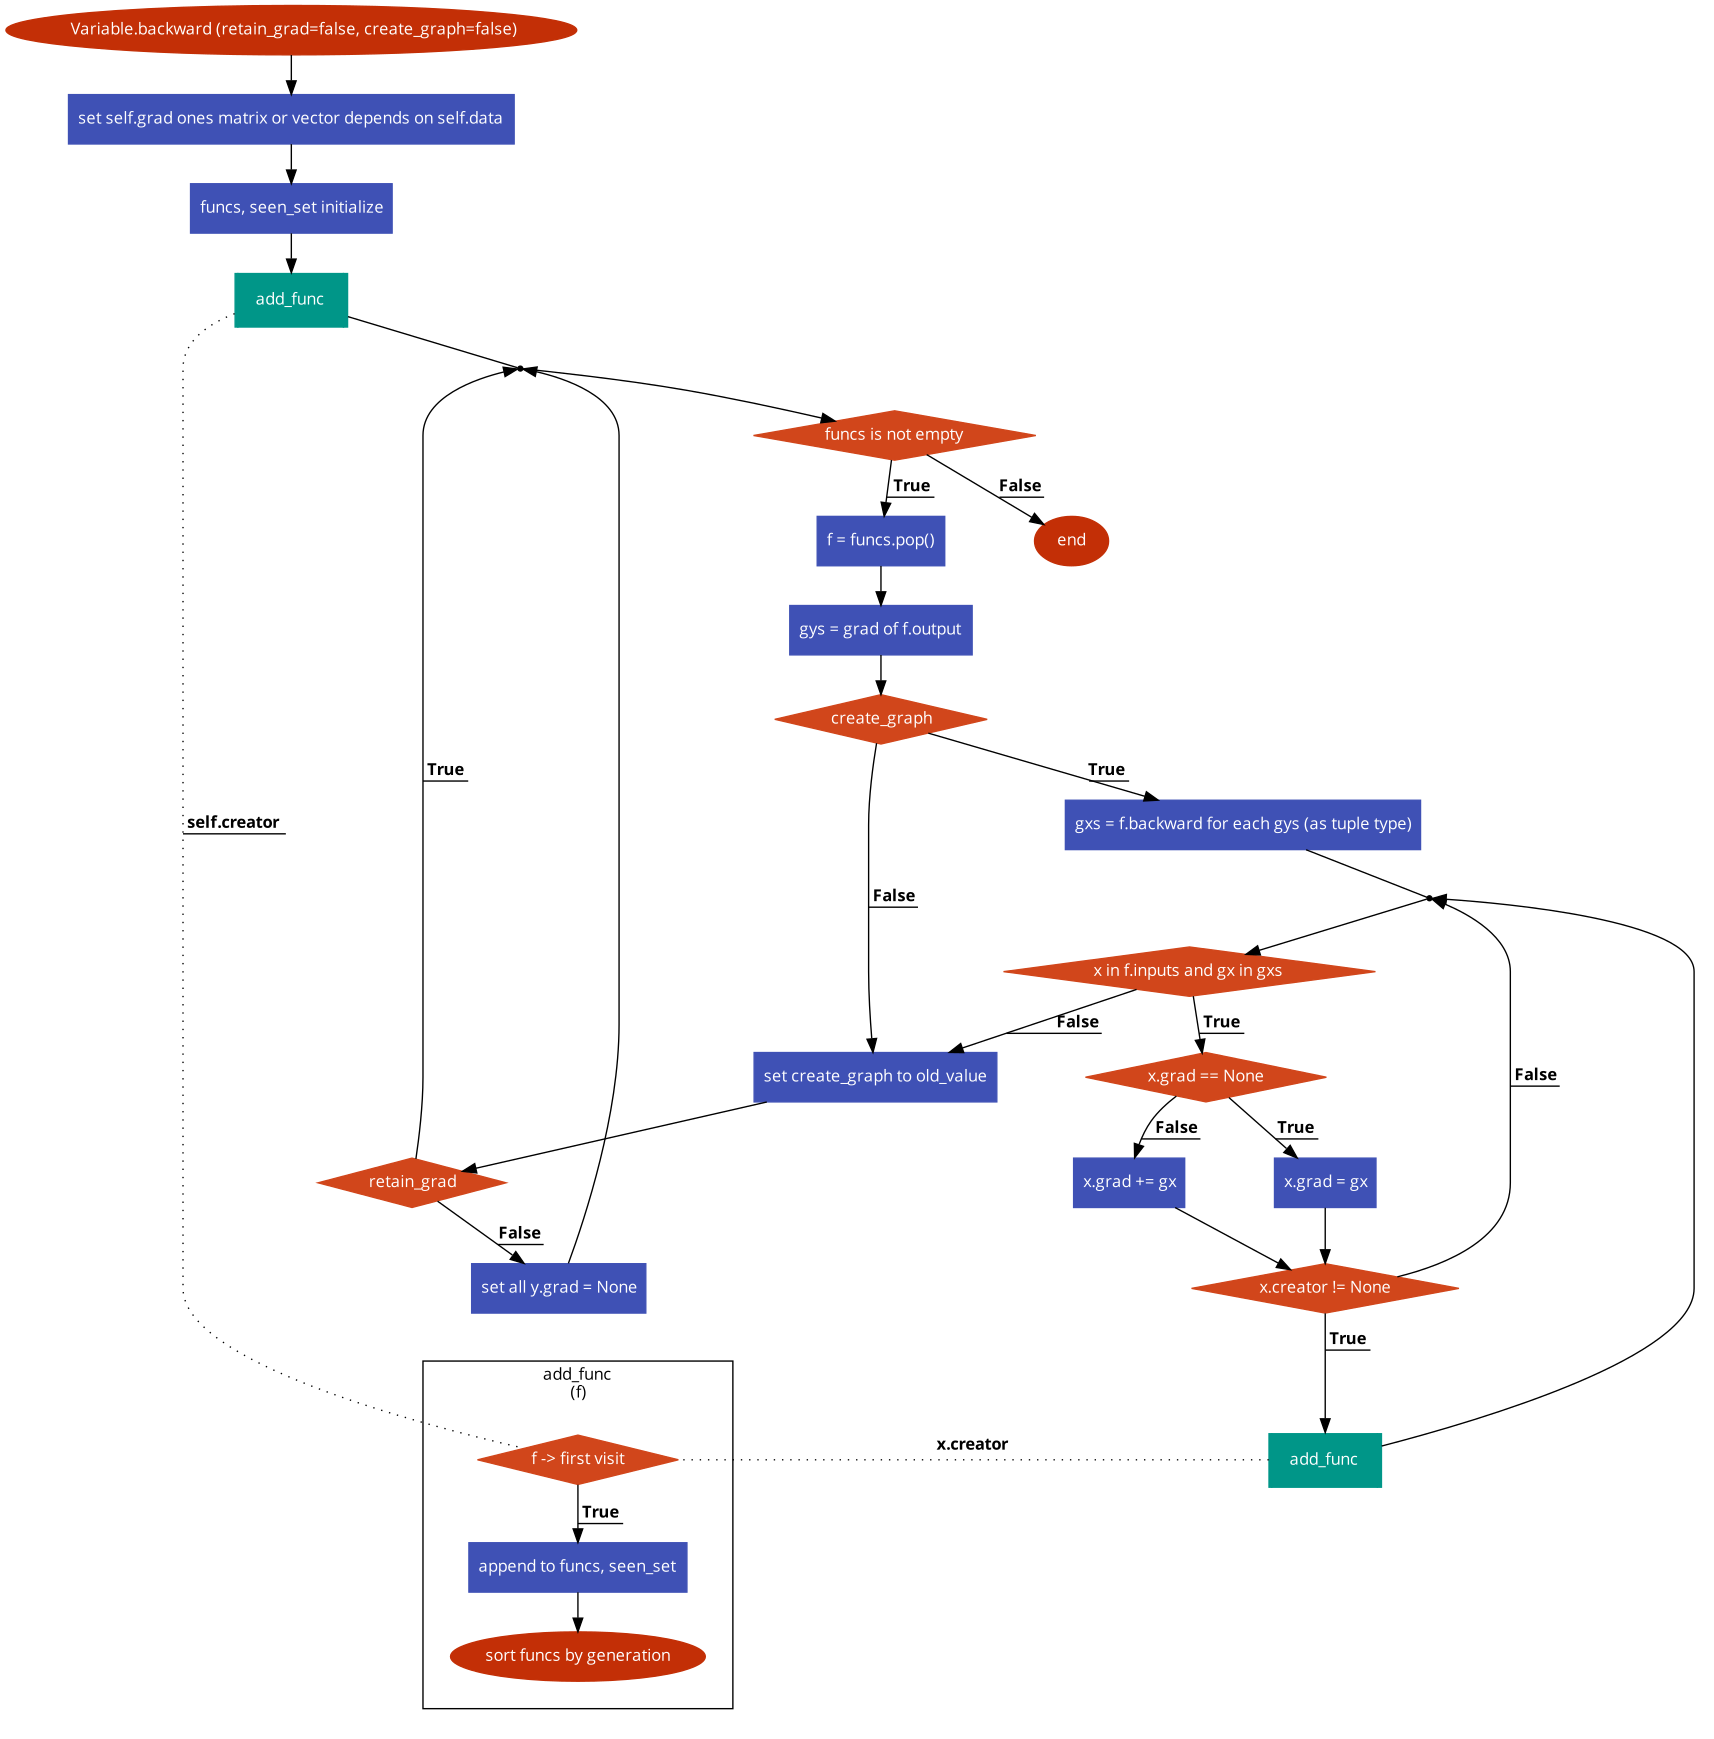 Variable.backward (retain_grad=false, create_graph=false)
set self.grad ones matrix or vector depends on self.data
funcs, seen_set initialize
add_func
funcs is not empty
True
False
f = funcs.pop()
end
gys = grad of f.output
create_graph
True
True
self.creator
gxs = f.backward for each gys (as tuple type)
False
x in f.inputs and gx in gxs
False
True
set create_graph to old_value
x.grad == None
False
False
True
retain_grad
x.grad += gx
x.grad = gx
False
set all y.grad = None
x.creator != None
True
add_func
(f)
x.creator
f -> first visit
add_func
True
append to funcs, seen_set
sort funcs by generation